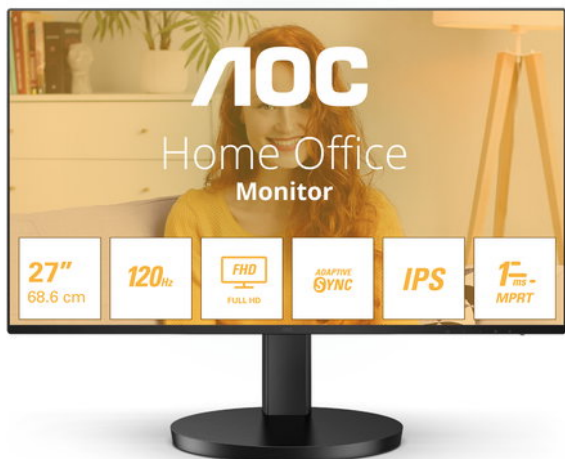 AOC
Home Office
Monitor
27"
68.6 cm
120Hz
FHD
FULL HD
ADAPTIVE
SYNC
IPS
1ms -
MPRT